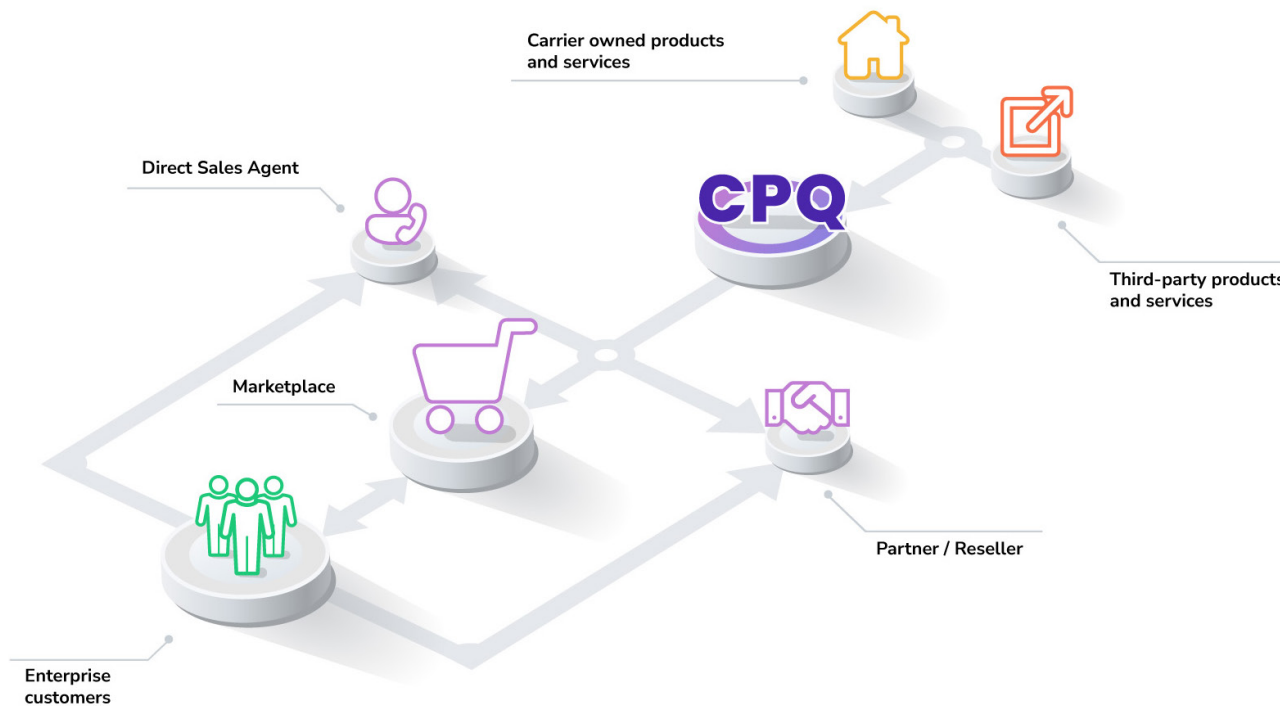 Carrier owned products
and services
Direct Sales Agent
CPQ
Third-party products
and services
Marketplace
Partner / Reseller
Enterprise
customers